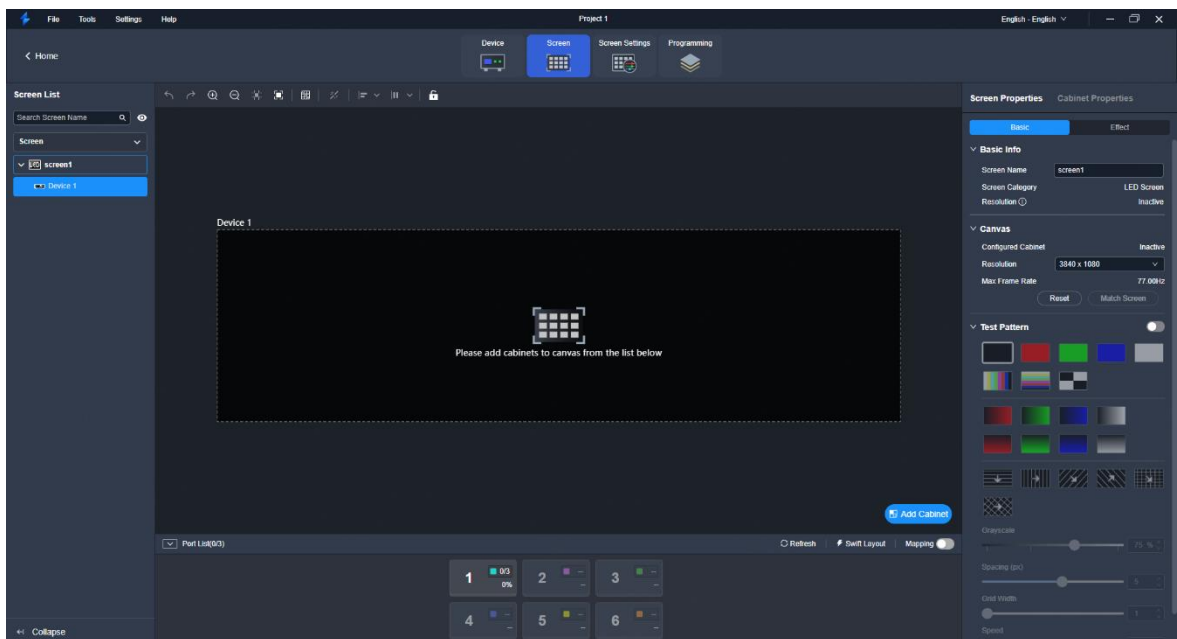 File Tools Settings Help Project 1 English - English
< Home
Device Screen Screen Settings Programming
Screen List
Search Screen Name
Screen
LED screen1
Device 1
Device 1
Please add cabinets to canvas from the list below
Add Cabinet
Port List(0/3) Refresh Swift Layout Mapping
1 0/3 0%
2 -- --
3 -- --
4 -- --
5 -- --
6 -- --
Collapse
Screen Properties Cabinet Properties
Basic Effect
Basic Info
Screen Name screen1
Screen Category LED Screen
Resolution Inactive
Canvas
Configured Cabinet Inactive
Resolution 3840 x 1080
Max Frame Rate 77.00Hz
Reset Match Screen
Test Pattern
Grayscale
75 %
Spacing (px)
5
Grid Width
1
Speed